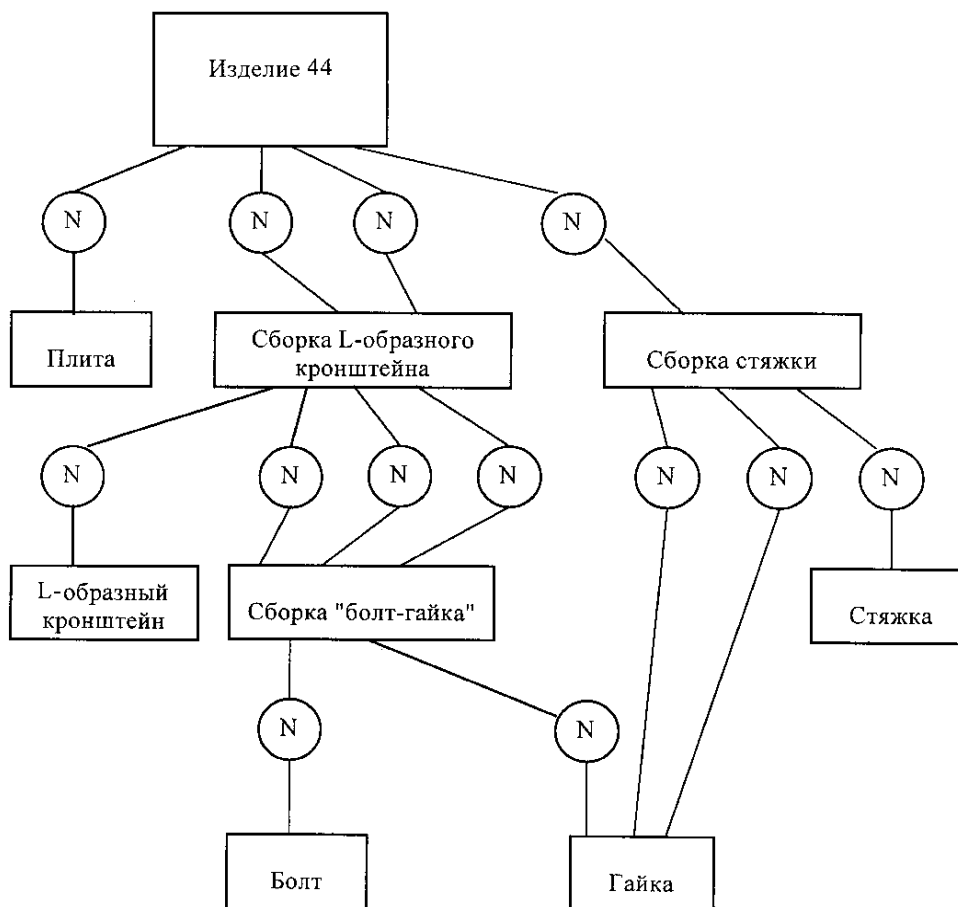 Изделие 44
N N N N
Плита
Сборка L-образного
кронштейна
Сборка стяжки
N N N N N N N
L-образный
кронштейн
Сборка "болт-гайка"
Стяжка
N N
Болт
Гайка